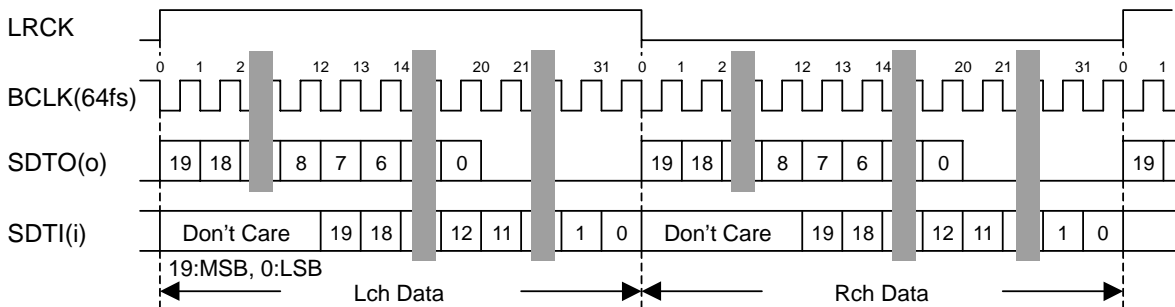 LRCK
0 1 2 12 13 14 20 21 31 0 1 2 12 13 14 20 21 31 0 1
BCLK(64fs)
SDTO(o) 19 18 8 7 6 0 19 18 8 7 6 0 19
SDTI(i) Don't Care 19 18 12 11 1 0 Don't Care 19 18 12 11 1 0
19:MSB, 0:LSB
Lch Data Rch Data